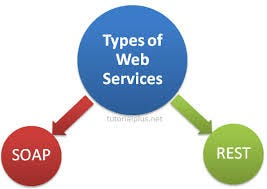 Types of
Web
Services
tutorialplus.net
SOAP
REST